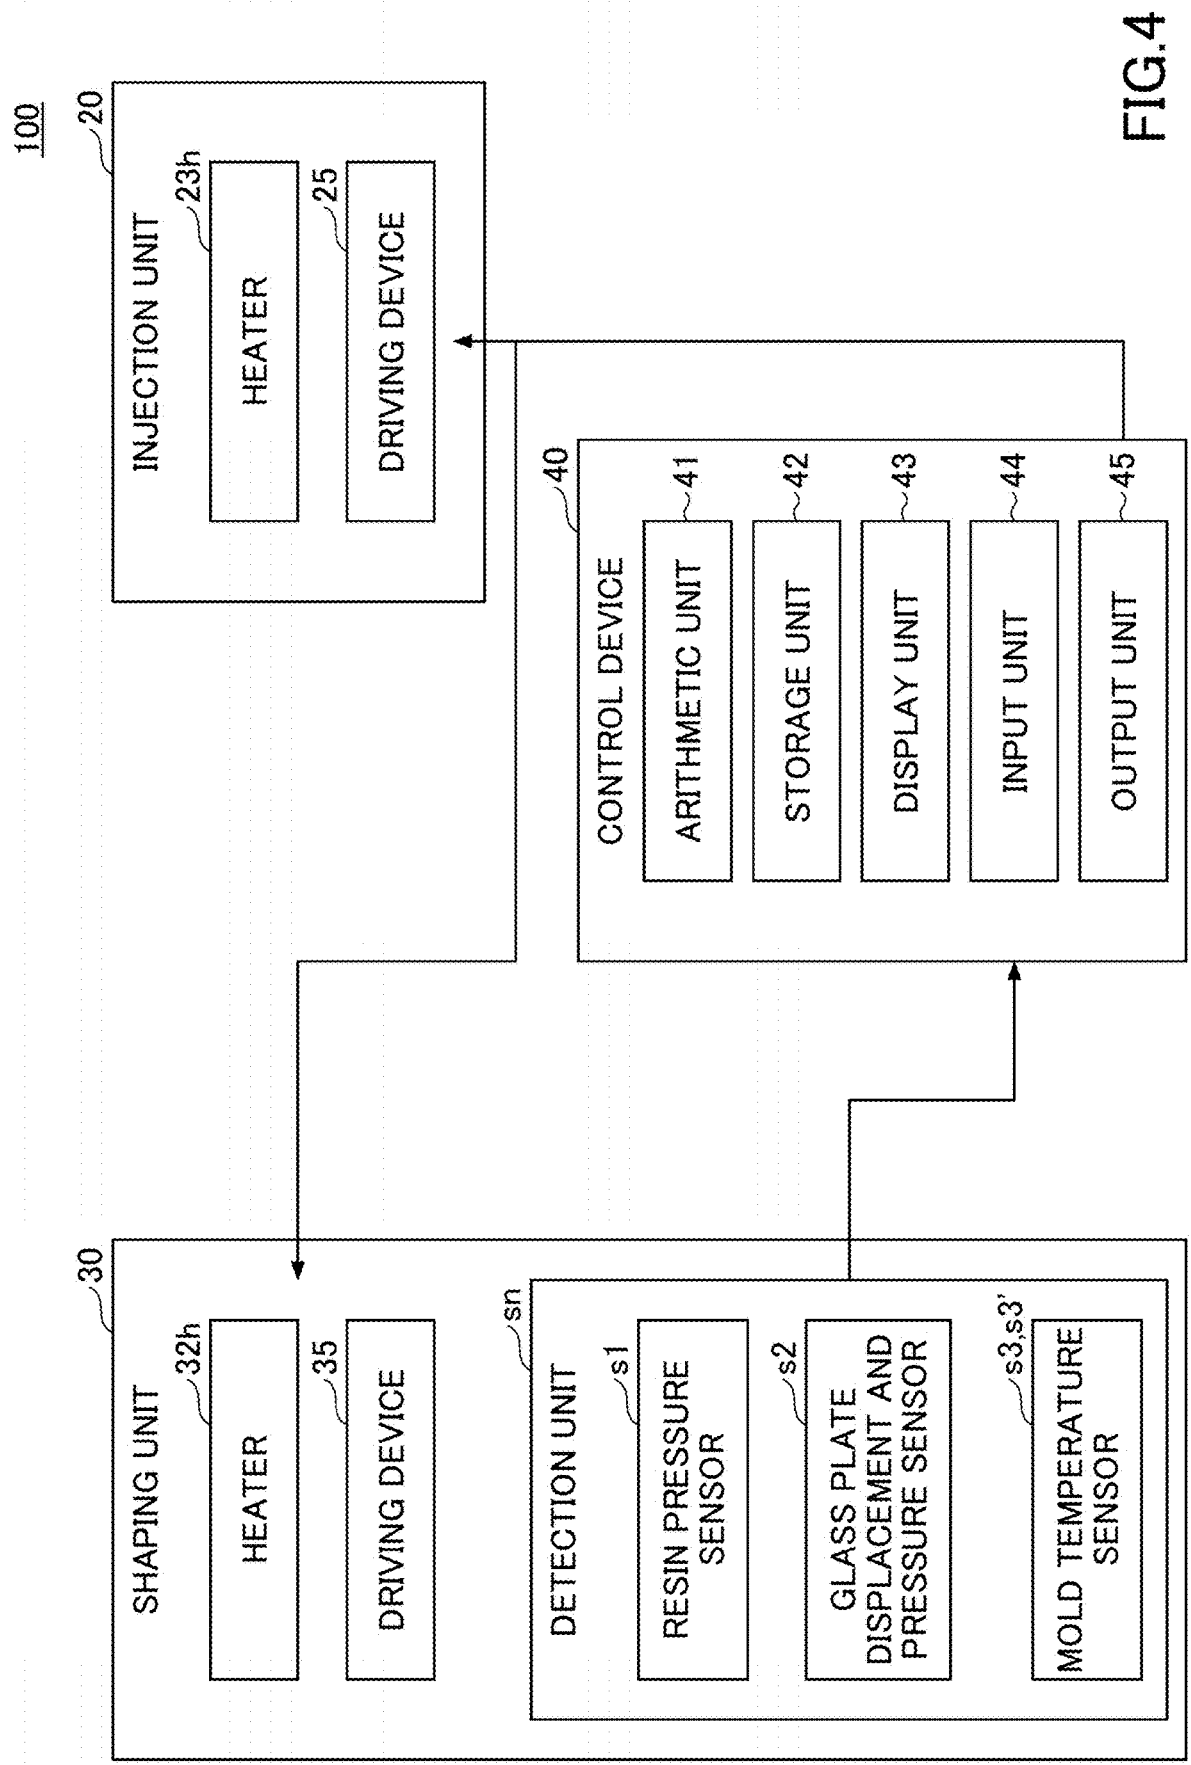 100
SHAPING UNIT
30
HEATER
32h
DRIVING DEVICE
35
DETECTION UNIT
sn
RESIN PRESSURE
SENSOR
s1
GLASS PLATE
DISPLACEMENT AND
PRESSURE SENSOR
s2
MOLD TEMPERATURE
SENSOR
s3,s3'
INJECTION UNIT
20
HEATER
23h
DRIVING DEVICE
25
CONTROL DEVICE
40
ARITHMETIC UNIT
41
STORAGE UNIT
42
DISPLAY UNIT
43
INPUT UNIT
44
OUTPUT UNIT
45
FIG.4